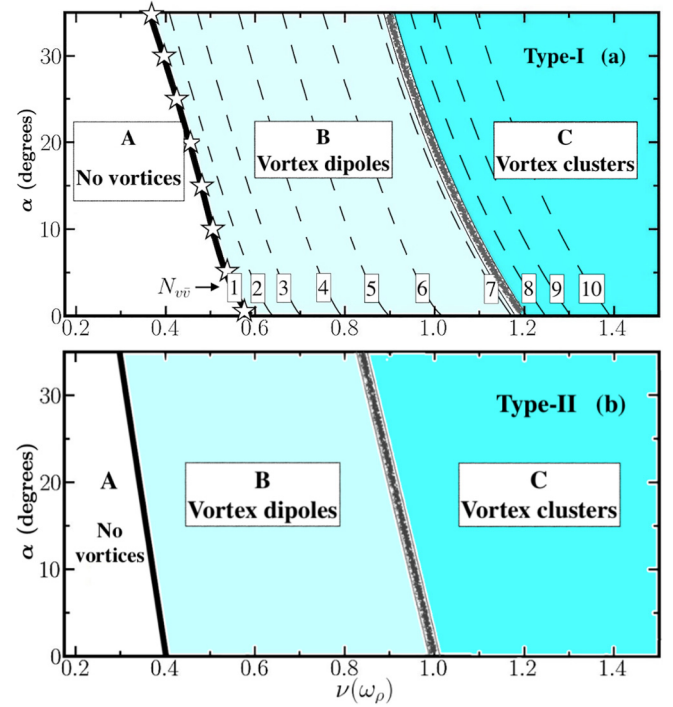 Type-I (a)
A
No vortices
B
Vortex dipoles
C
Vortex clusters
α (degrees)
30
20
10
0
N_{v\bar{v}} → 1 2 3 4 5 6 7 8 9 10
0.2 0.4 0.6 0.8 1.0 1.2 1.4
Type-II (b)
A
No
vortices
B
Vortex dipoles
C
Vortex clusters
α (degrees)
30
20
10
0
0.2 0.4 0.6 0.8 1.0 1.2 1.4
ν(ω_ρ)